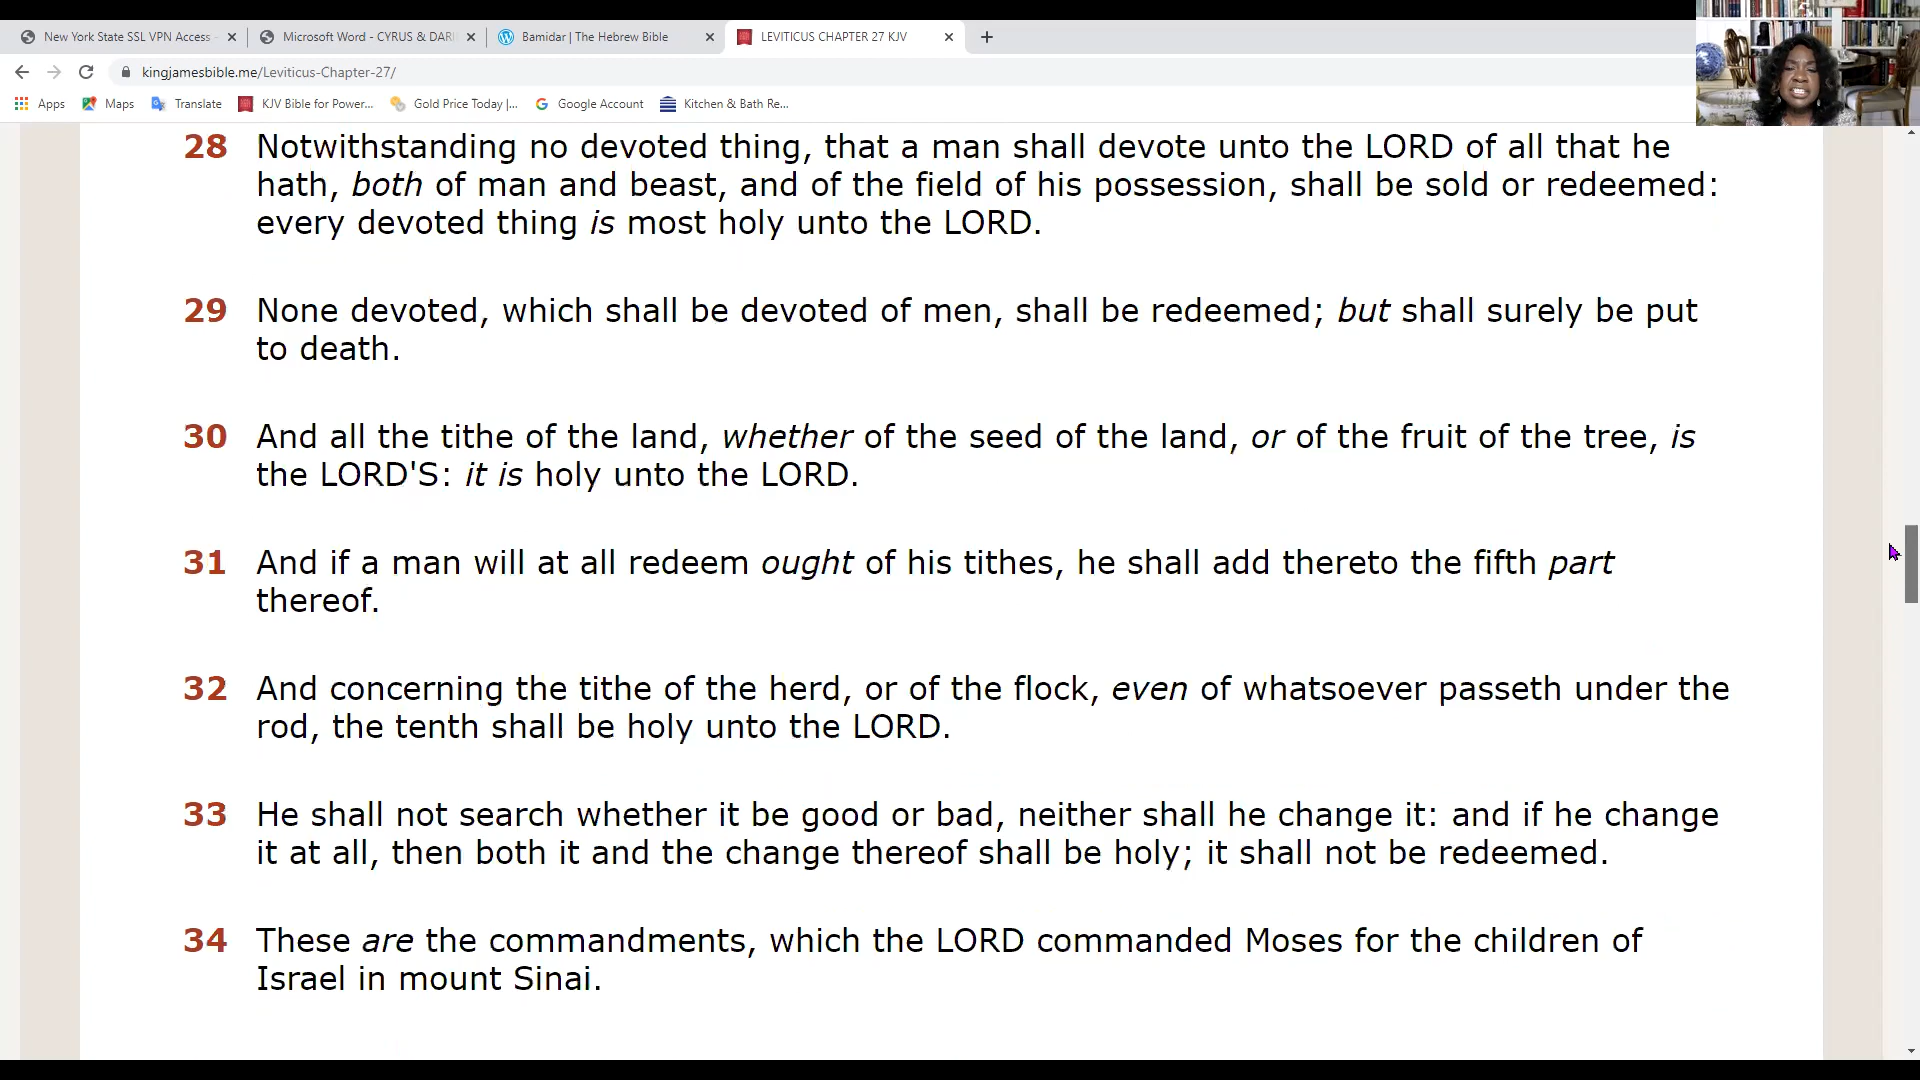 New York State SSL VPN Access
Microsoft Word - CYRUS & DARI
Bamidar | The Hebrew Bible
LEVITICUS CHAPTER 27 KJV
kingjamesbible.me/Leviticus-Chapter-27/
Apps
Maps
Translate
KJV Bible for Power...
Gold Price Today |...
Google Account
Kitchen & Bath Re...
28 Notwithstanding no devoted thing, that a man shall devote unto the LORD of all that he
hath, both of man and beast, and of the field of his possession, shall be sold or redeemed:
every devoted thing is most holy unto the LORD.
29 None devoted, which shall be devoted of men, shall be redeemed; but shall surely be put
to death.
30 And all the tithe of the land, whether of the seed of the land, or of the fruit of the tree, is
the LORD'S: it is holy unto the LORD.
31 And if a man will at all redeem ought of his tithes, he shall add thereto the fifth part
thereof.
32 And concerning the tithe of the herd, or of the flock, even of whatsoever passeth under the
rod, the tenth shall be holy unto the LORD.
33 He shall not search whether it be good or bad, neither shall he change it: and if he change
it at all, then both it and the change thereof shall be holy; it shall not be redeemed.
34 These are the commandments, which the LORD commanded Moses for the children of
Israel in mount Sinai.